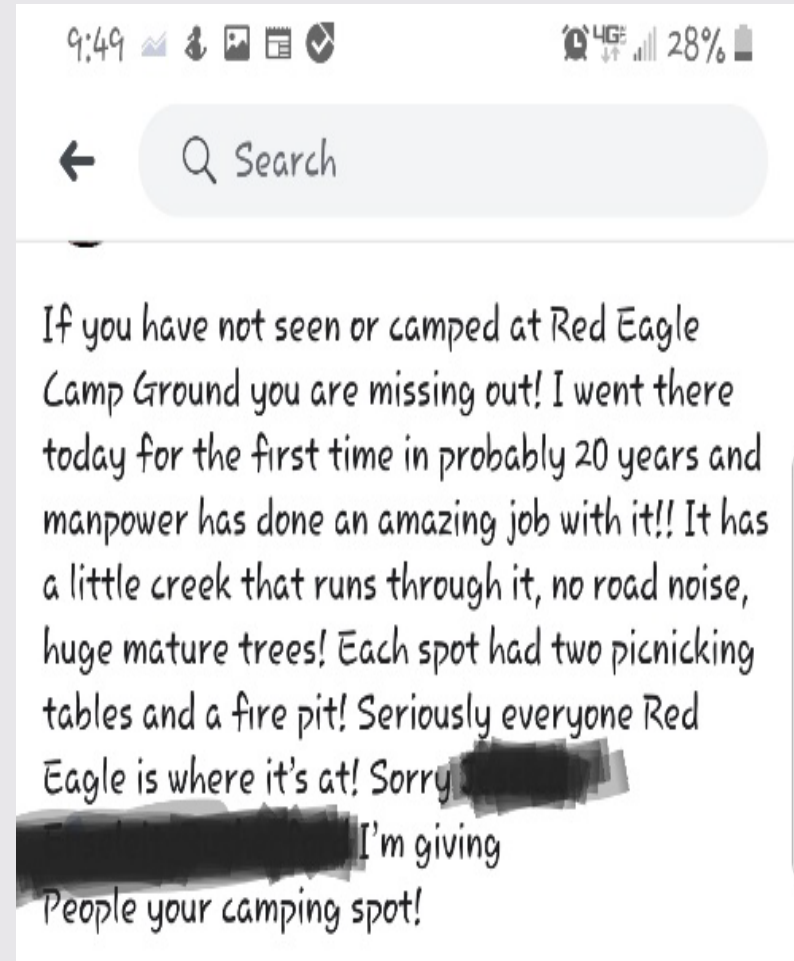 9:49 4GE 28%
Search
If you have not seen or camped at Red Eagle
Camp Ground you are missing out! I went there
today for the first time in probably 20 years and
manpower has done an amazing job with it!! It has
a little creek that runs through it, no road noise,
huge mature trees! Each spot had two picnicking
tables and a fire pit! Seriously everyone Red
Eagle is where it's at! Sorry
I'm giving
People your camping spot!